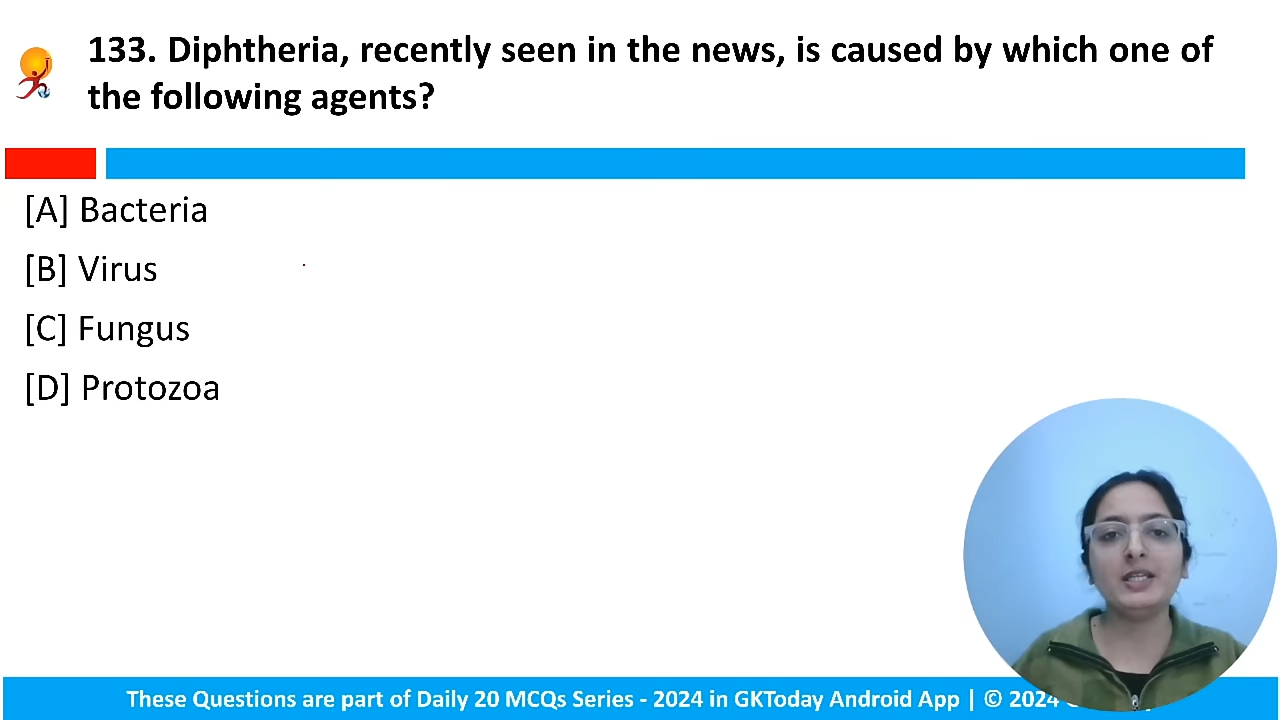 133. Diphtheria, recently seen in the news, is caused by which one of
the following agents?
[A] Bacteria
[B] Virus
[C] Fungus
[D] Protozoa
These Questions are part of Daily 20 MCQs Series - 2024 in GKToday Android App | © 2024